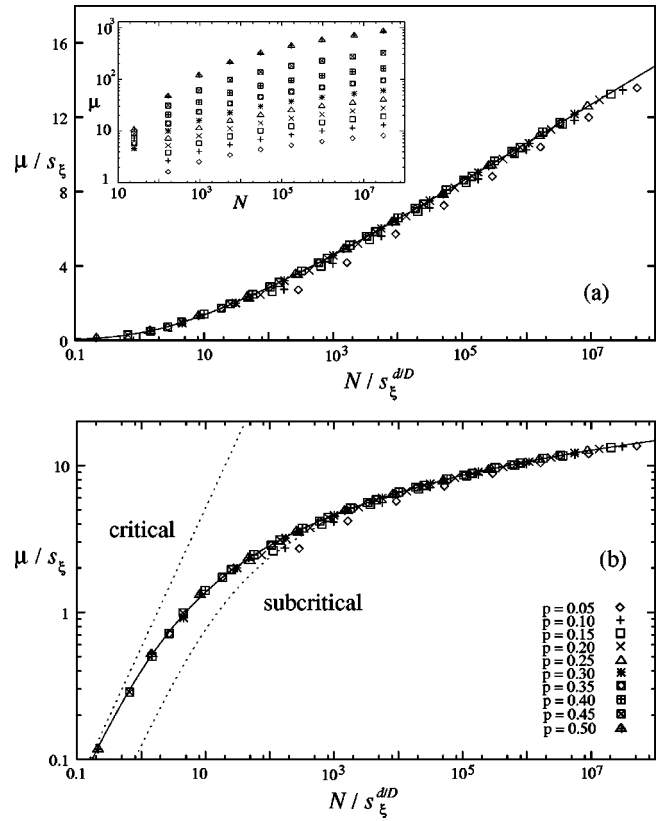 16
12
8
4
0
μ / s_ξ
10³
10²
10
1
μ
10 10³ 10⁵ 10⁷
N
(a)
0.1 10 10³ 10⁵ 10⁷
N / s_ξ^{d/D}
10
1
0.1
μ / s_ξ
critical
subcritical
(b)
p = 0.05
p = 0.10
p = 0.15
p = 0.20
p = 0.25
p = 0.30
p = 0.35
p = 0.40
p = 0.45
p = 0.50
0.1 10 10³ 10⁵ 10⁷
N / s_ξ^{d/D}